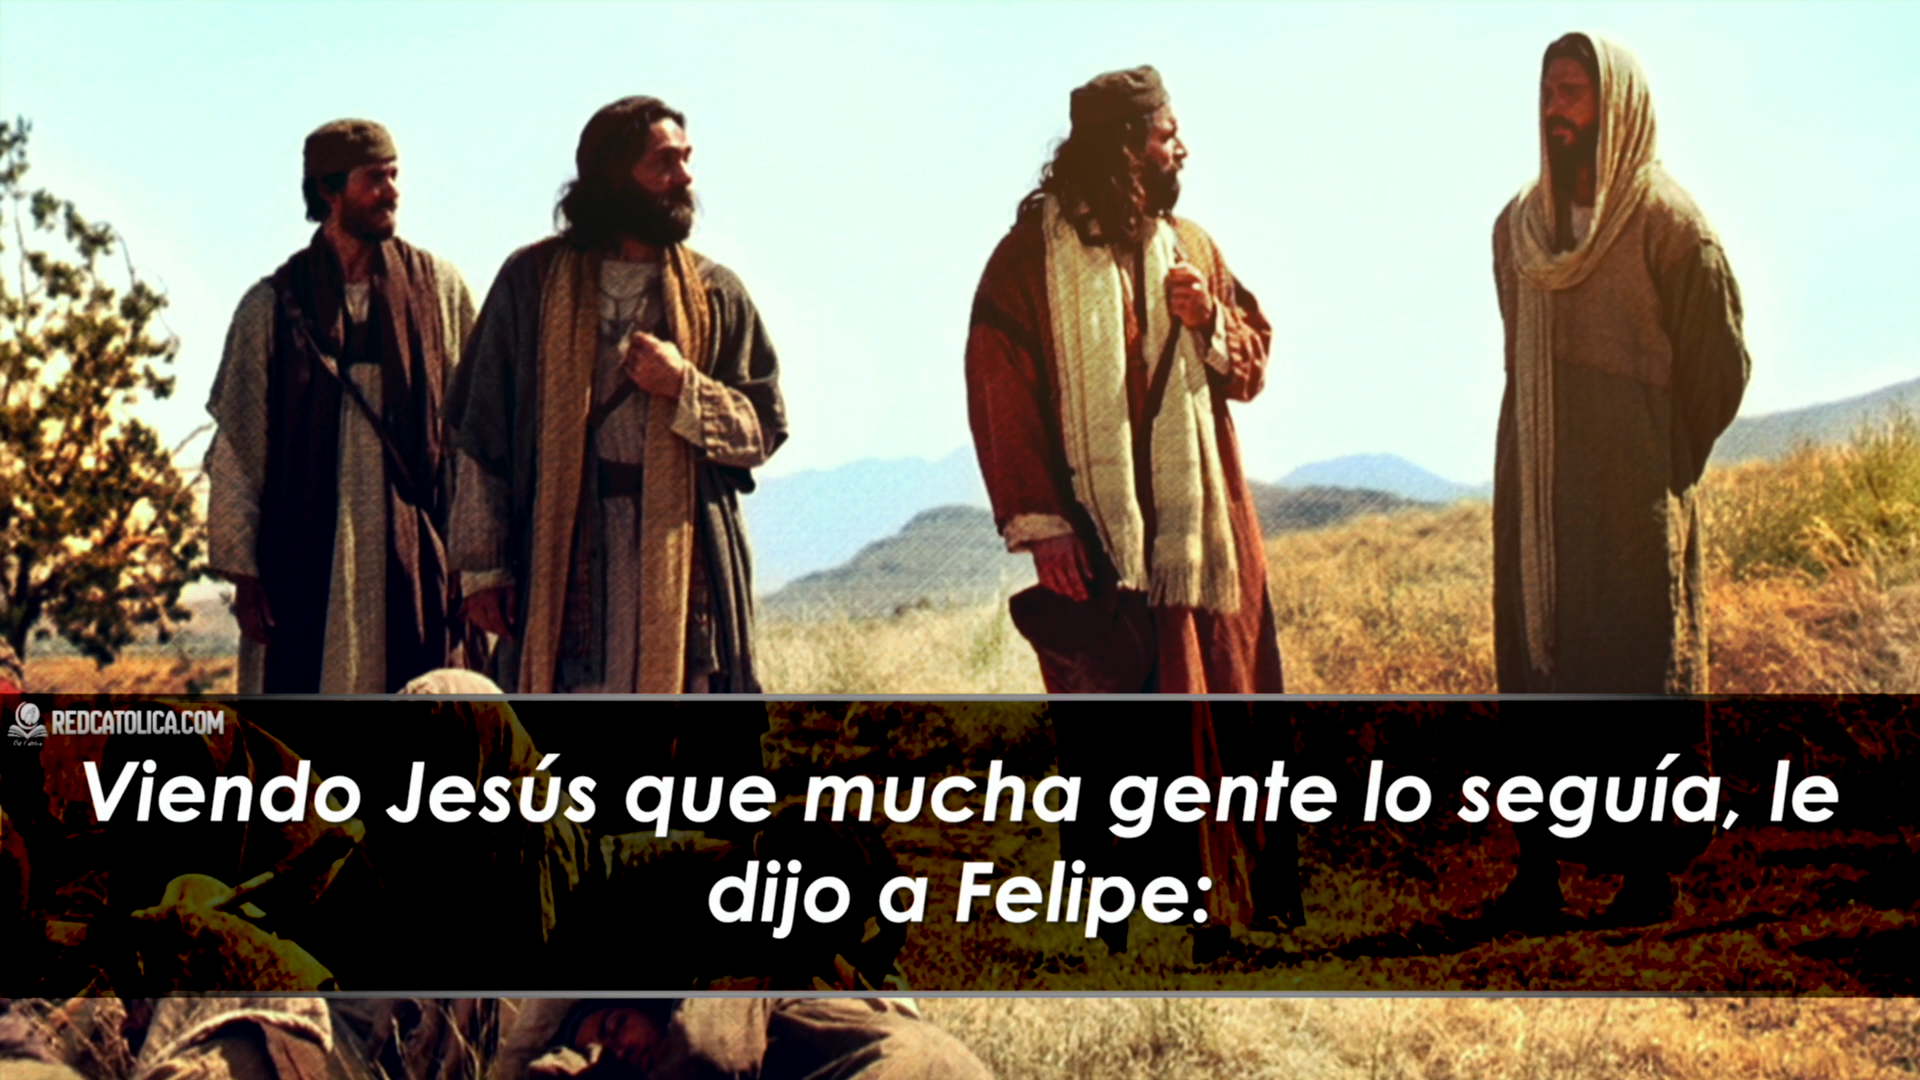 REDCATOLICA.COM
Viendo Jesús que mucha gente lo seguía, le
dijo a Felipe: